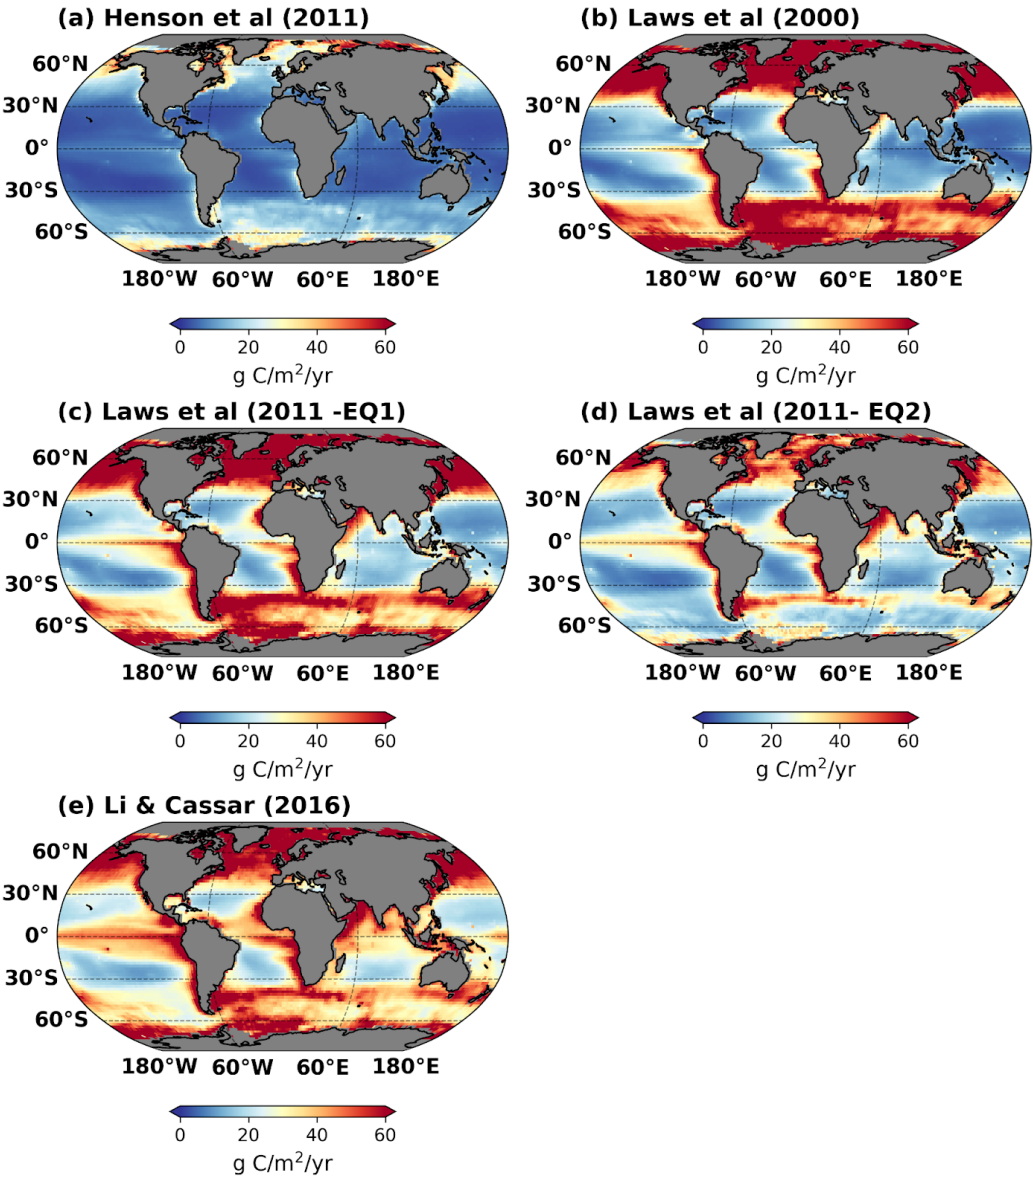 (a) Henson et al (2011)
60°N
30°N
0°
30°S
60°S
180°W 60°W 60°E 180°E
0 20 40 60
g C/m²/yr
(b) Laws et al (2000)
60°N
30°N
0°
30°S
60°S
180°W 60°W 60°E 180°E
0 20 40 60
g C/m²/yr
(c) Laws et al (2011 -EQ1)
60°N
30°N
0°
30°S
60°S
180°W 60°W 60°E 180°E
0 20 40 60
g C/m²/yr
(d) Laws et al (2011- EQ2)
60°N
30°N
0°
30°S
60°S
180°W 60°W 60°E 180°E
0 20 40 60
g C/m²/yr
(e) Li & Cassar (2016)
60°N
30°N
0°
30°S
60°S
180°W 60°W 60°E 180°E
0 20 40 60
g C/m²/yr